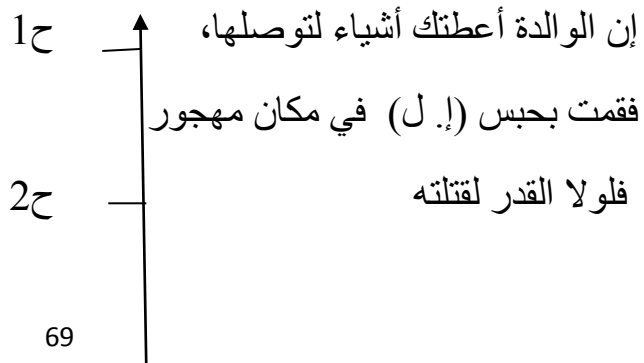 إن الوالدة أعطتك أشياء لتوصلها، ح1
فقمت بحبس (إ. ل) في مكان مهجور
فلولا القدر لقتلته ح2
69